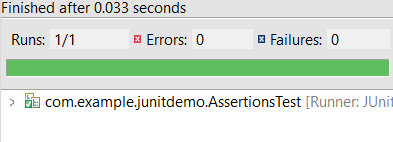 Finished after 0.033 seconds
Runs: 1/1 Errors: 0 Failures: 0
com.example.junitdemo.AssertionsTest [Runner: JUnit